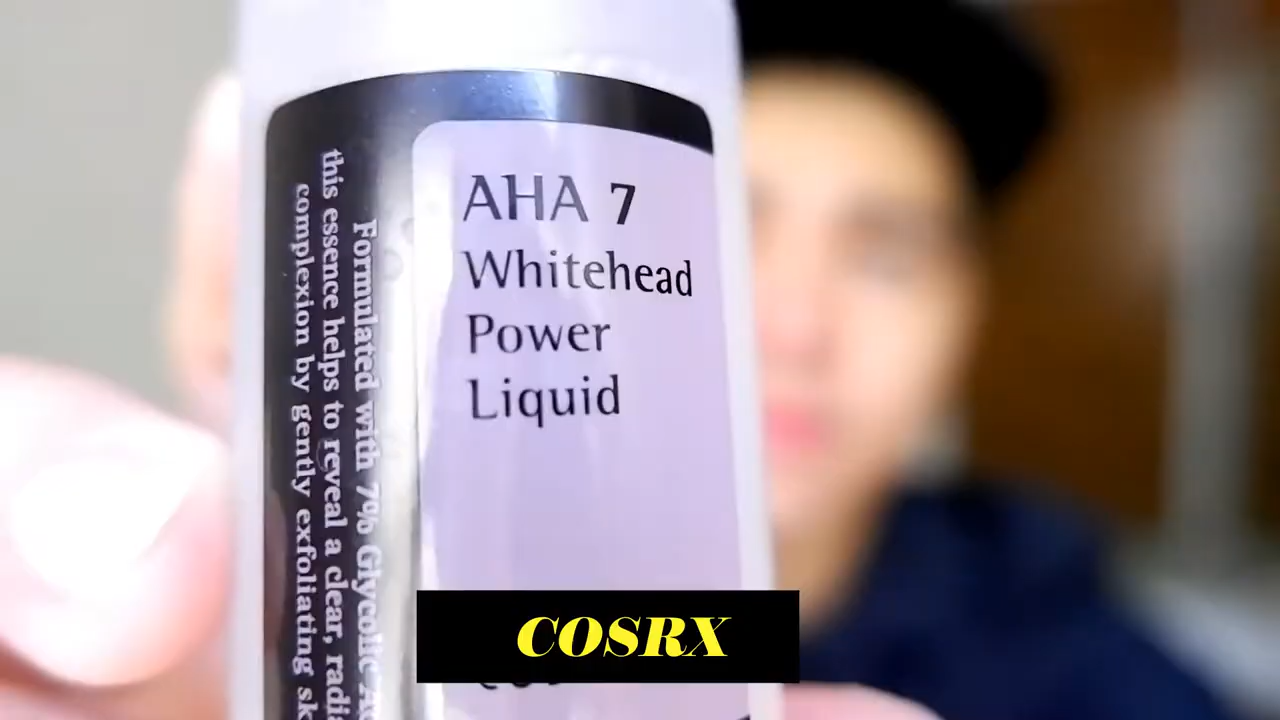 AHA 7
Whitehead
Power
Liquid
Formulated with 7% Glycolic
this essence helps to reveal a clear,
complexion by gently exfoliating
COSRX